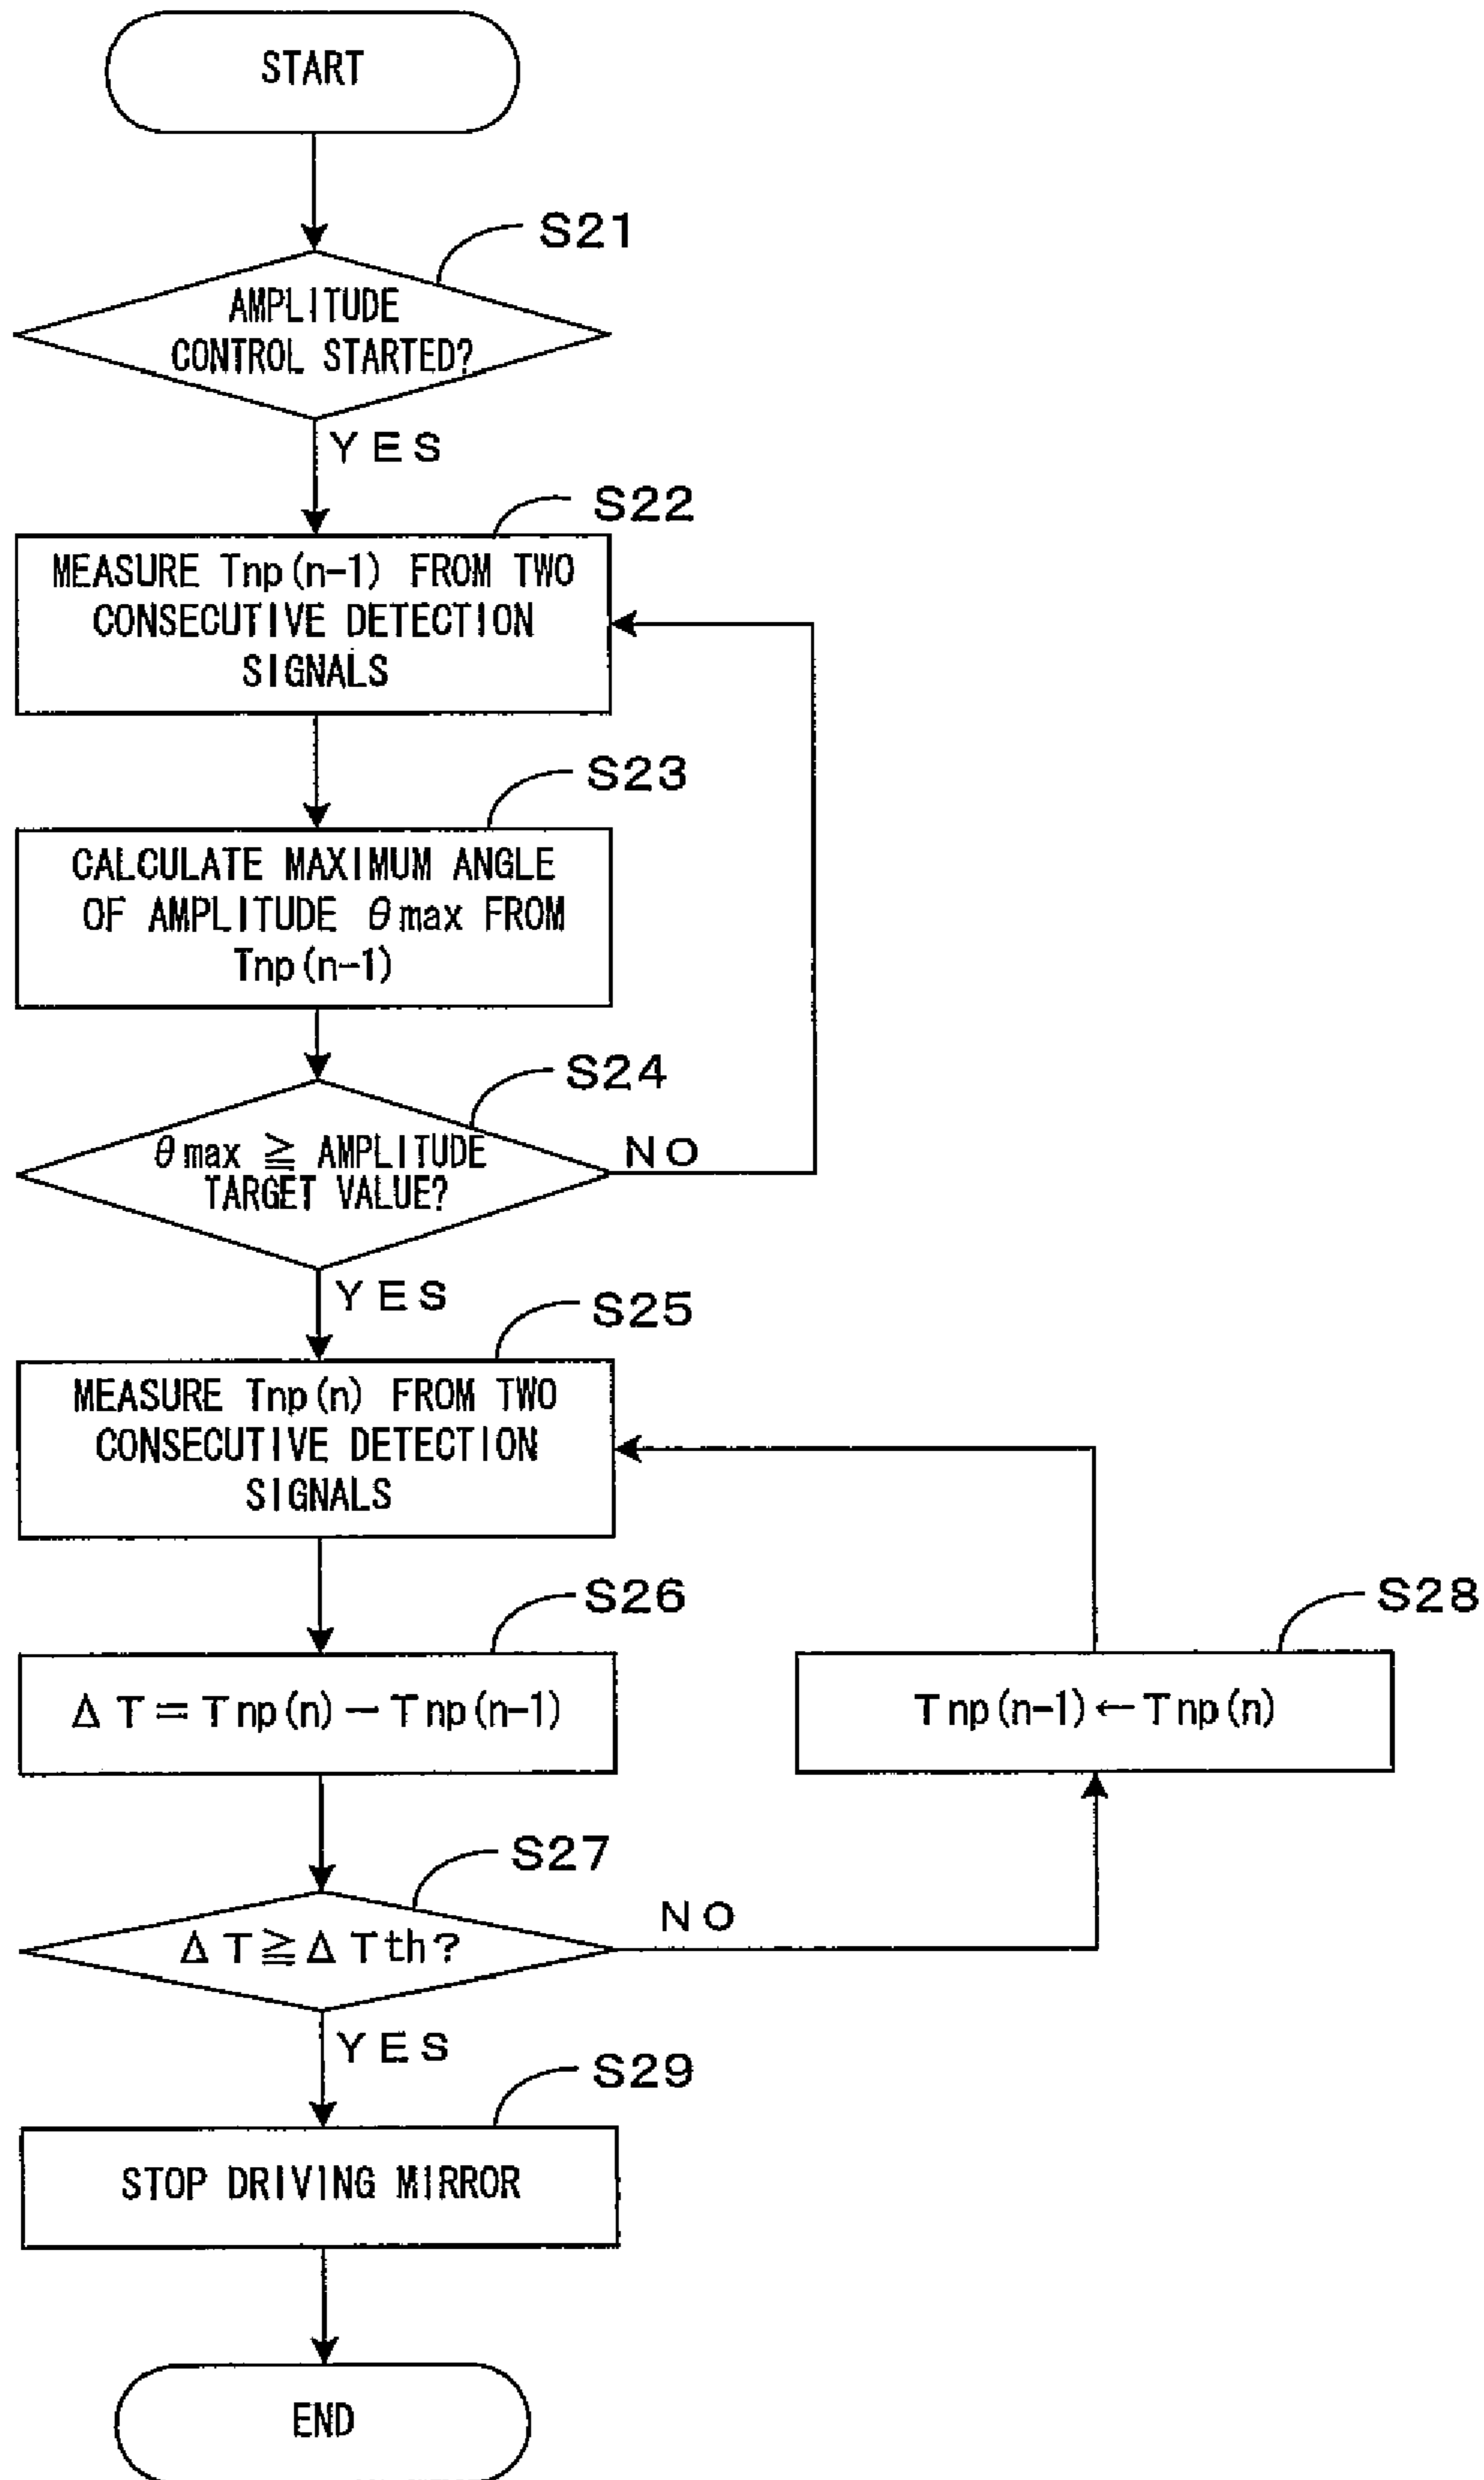 START
S21
AMPLITUDE
CONTROL STARTED?
YES
S22
MEASURE Tnp(n-1) FROM TWO
CONSECUTIVE DETECTION
SIGNALS
S23
CALCULATE MAXIMUM ANGLE
OF AMPLITUDE θmax FROM
Tnp(n-1)
S24
θmax ≧ AMPLITUDE
TARGET VALUE?
NO
YES
S25
MEASURE Tnp(n) FROM TWO
CONSECUTIVE DETECTION
SIGNALS
S26
ΔT=Tnp(n)-Tnp(n-1)
S28
Tnp(n-1)←Tnp(n)
S27
ΔT≧ΔTth?
NO
YES
S29
STOP DRIVING MIRROR
END